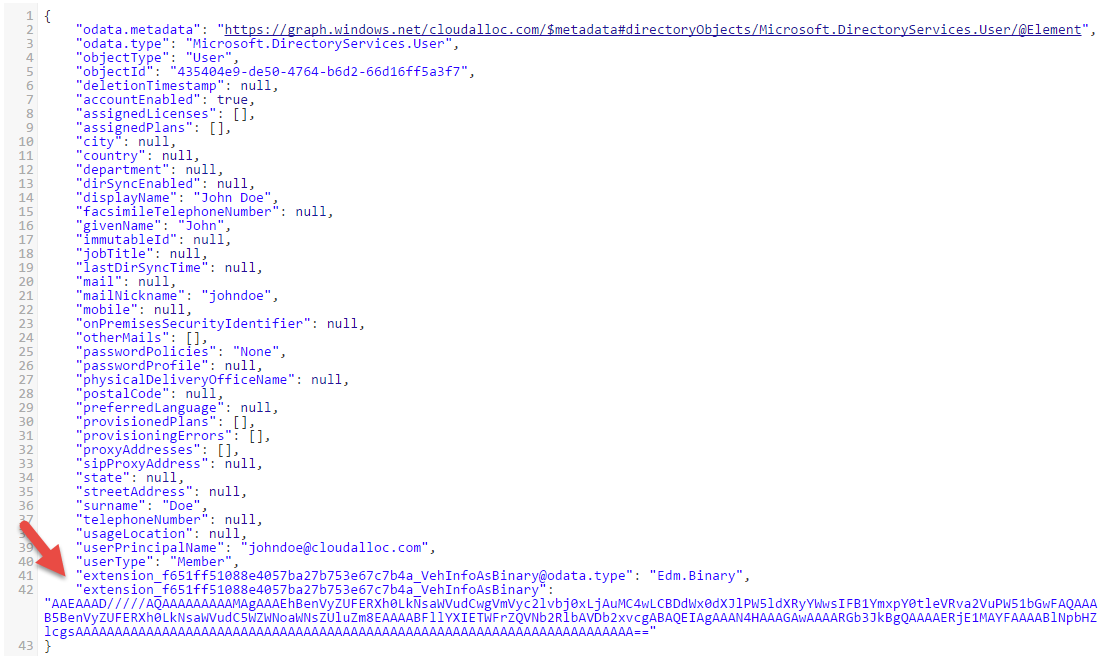 1 {
2 "odata.metadata": "https://graph.windows.net/cloudalloc.com/$metadata#directoryObjects/Microsoft.DirectoryServices.User/@Element",
3 "odata.type": "Microsoft.DirectoryServices.User",
4 "objectType": "User",
5 "objectId": "435404e9-de50-4764-b6d2-66d16ff5a3f7",
6 "deletionTimestamp": null,
7 "accountEnabled": true,
8 "assignedLicenses": [],
9 "assignedPlans": [],
10 "city": null,
11 "country": null,
12 "department": null,
13 "dirSyncEnabled": null,
14 "displayName": "John Doe",
15 "facsimileTelephoneNumber": null,
16 "givenName": "John",
17 "immutableId": null,
18 "jobTitle": null,
19 "lastDirSyncTime": null,
20 "mail": null,
21 "mailNickname": "johndoe",
22 "mobile": null,
23 "onPremisesSecurityIdentifier": null,
24 "otherMails": [],
25 "passwordPolicies": "None",
26 "passwordProfile": null,
27 "physicalDeliveryOfficeName": null,
28 "postalCode": null,
29 "preferredLanguage": null,
30 "provisionedPlans": [],
31 "provisioningErrors": [],
32 "proxyAddresses": [],
33 "sipProxyAddress": null,
34 "state": null,
35 "streetAddress": null,
36 "surname": "Doe",
37 "telephoneNumber": null,
38 "usageLocation": null,
39 "userPrincipalName": "johndoe@cloudalloc.com",
40 "userType": "Member",
41 "extension_f651ff51088e4057ba27b753e67c7b4a_VehInfoAsBinary@odata.type": "Edm.Binary",
42 "extension_f651ff51088e4057ba27b753e67c7b4a_VehInfoAsBinary":
"AAEAAAD/////AQAAAAAAAAAMAgAAAEhBenVyZUFERXh0LkNsaWVudCwgVmVyc2lvbj0xLjAuMC4wLCBDdWx0dXJlPW5ldXRyYWwsIFB1YmxpY0tleVRva2VuPW51bGwFAQAAA
B5BenVyZUFERXh0LkNsaWVudC5WZWNoaWNsZUluZm8EAAAABFllYXIETWFrZQVNb2RlbAVDb2xvcgABAQEIAgAAAN4HAAAGAwAAAARGb3JkBgQAAAAERjE1MAYFAAAABlNpbHZ
lcgsAAAAAAAAAAAAAAAAAAAAAAAAAAAAAAAAAAAAAAAAAAAAAAAAAAAAAAAAAAAAAAAAAAAAAAAA=="
43 }